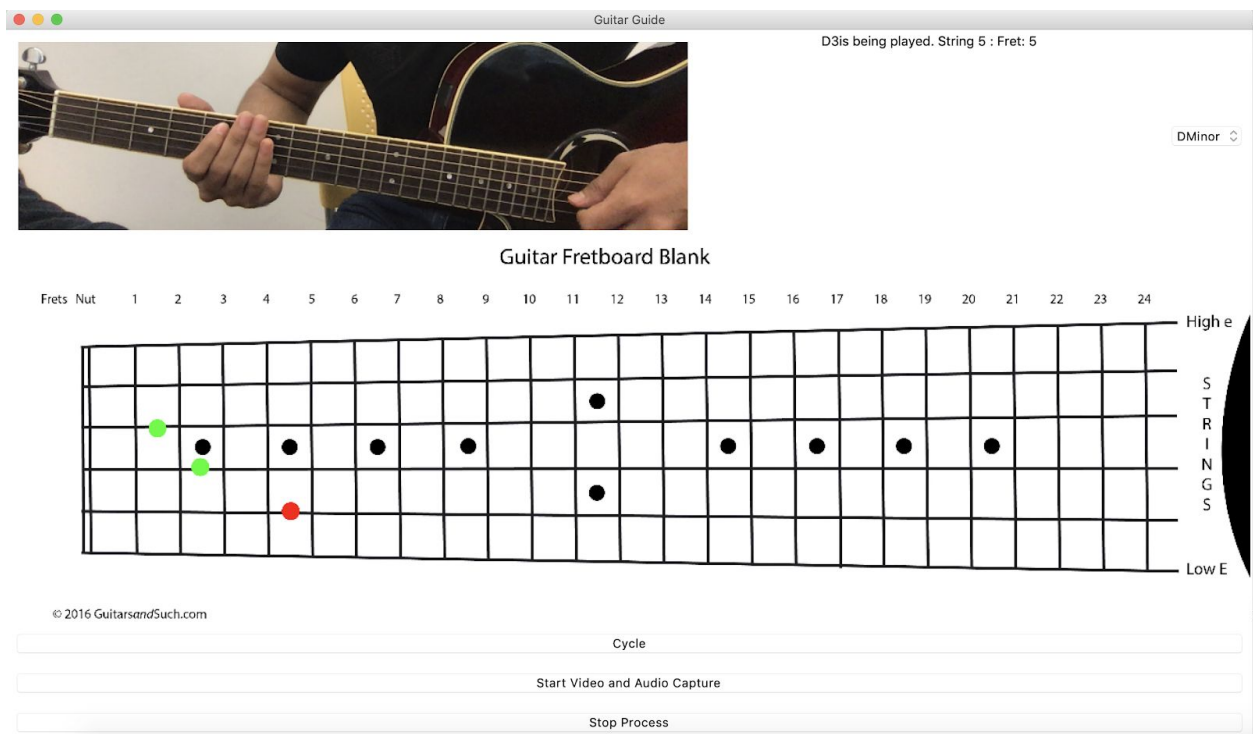 Guitar Guide
D3is being played. String 5 : Fret: 5
DMinor
Guitar Fretboard Blank
Frets Nut 1 2 3 4 5 6 7 8 9 10 11 12 13 14 15 16 17 18 19 20 21 22 23 24
High e
S
T
R
I
N
G
S
Low E
© 2016 GuitarsandSuch.com
Cycle
Start Video and Audio Capture
Stop Process